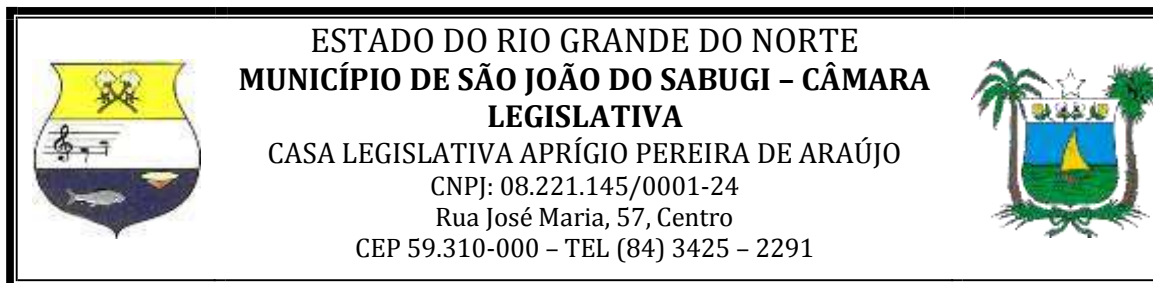 ESTADO DO RIO GRANDE DO NORTE
MUNICÍPIO DE SÃO JOÃO DO SABUGI – CÂMARA
LEGISLATIVA
CASA LEGISLATIVA APRÍGIO PEREIRA DE ARAÚJO
CNPJ: 08.221.145/0001-24
Rua José Maria, 57, Centro
CEP 59.310-000 – TEL (84) 3425 – 2291